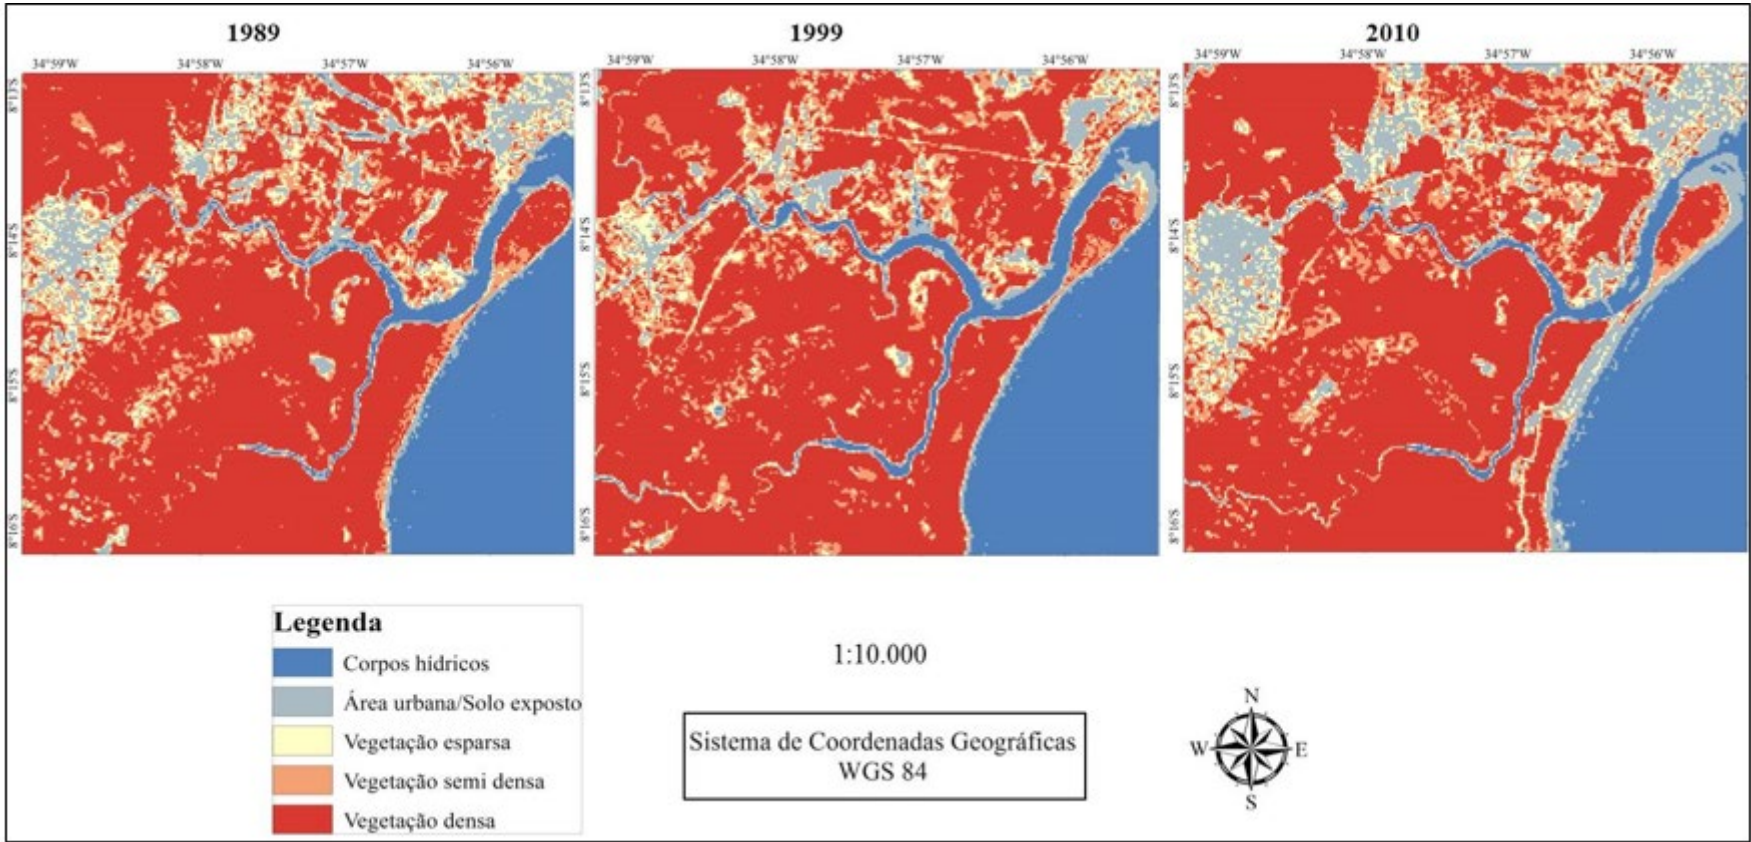 1989
1999
2010
34°59'W 34°58'W 34°57'W 34°56'W
34°59'W 34°58'W 34°57'W 34°56'W
34°59'W 34°58'W 34°57'W 34°56'W
8°13'S
8°14'S
8°15'S
8°16'S
8°13'S
8°14'S
8°15'S
8°16'S
8°13'S
8°14'S
8°15'S
8°16'S
Legenda
Corpos hídricos
Área urbana/Solo exposto
Vegetação esparsa
Vegetação semi densa
Vegetação densa
1:10.000
Sistema de Coordenadas Geográficas
WGS 84
N
W E
S